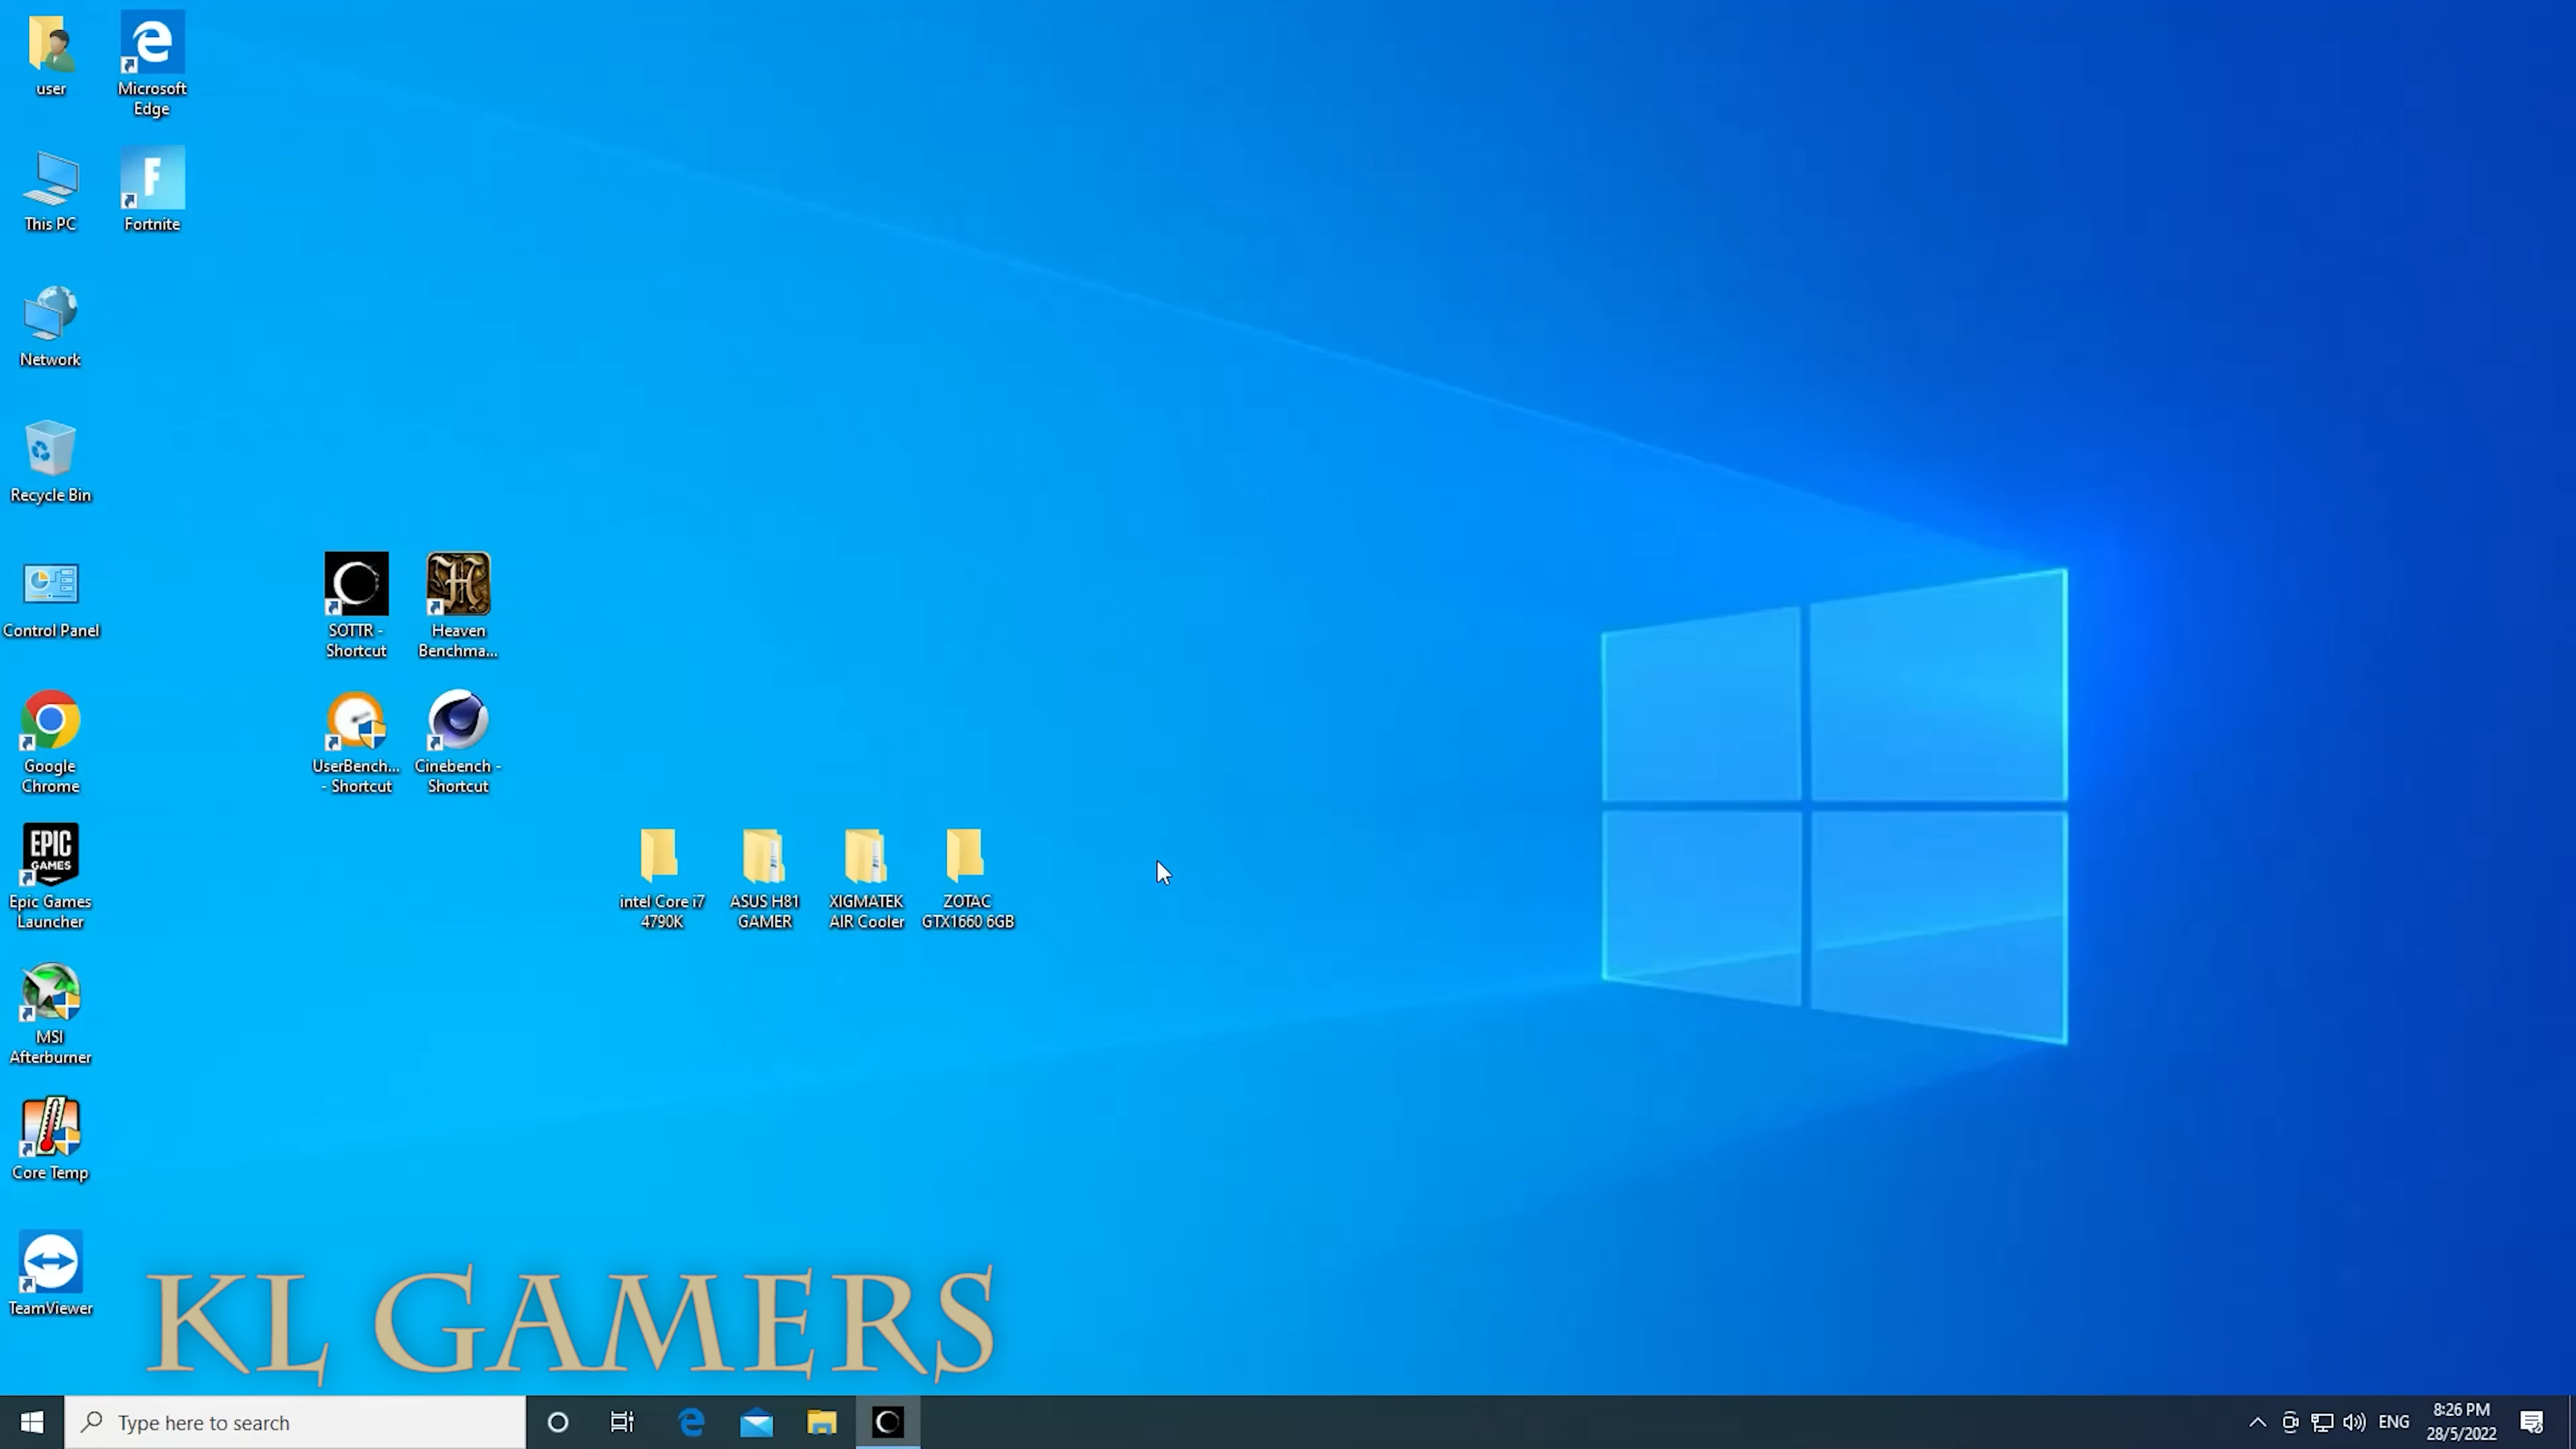 user
Microsoft
Edge
This PC
F
Fortnite
Network
Recycle Bin
Control Panel
SOTTR -
Shortcut
H
Heaven
Benchma...
Google
Chrome
UserBench...
- Shortcut
Cinebench -
Shortcut
EPIC
GAMES
Epic Games
Launcher
intel Core i7
4790K
ASUS H81
GAMER
XIGMATEK
AIR Cooler
ZOTAC
GTX1660 6GB
MSI
Afterburner
Core Temp
TeamViewer
KL GAMERS
Type here to search
ENG
8:26 PM
28/5/2022